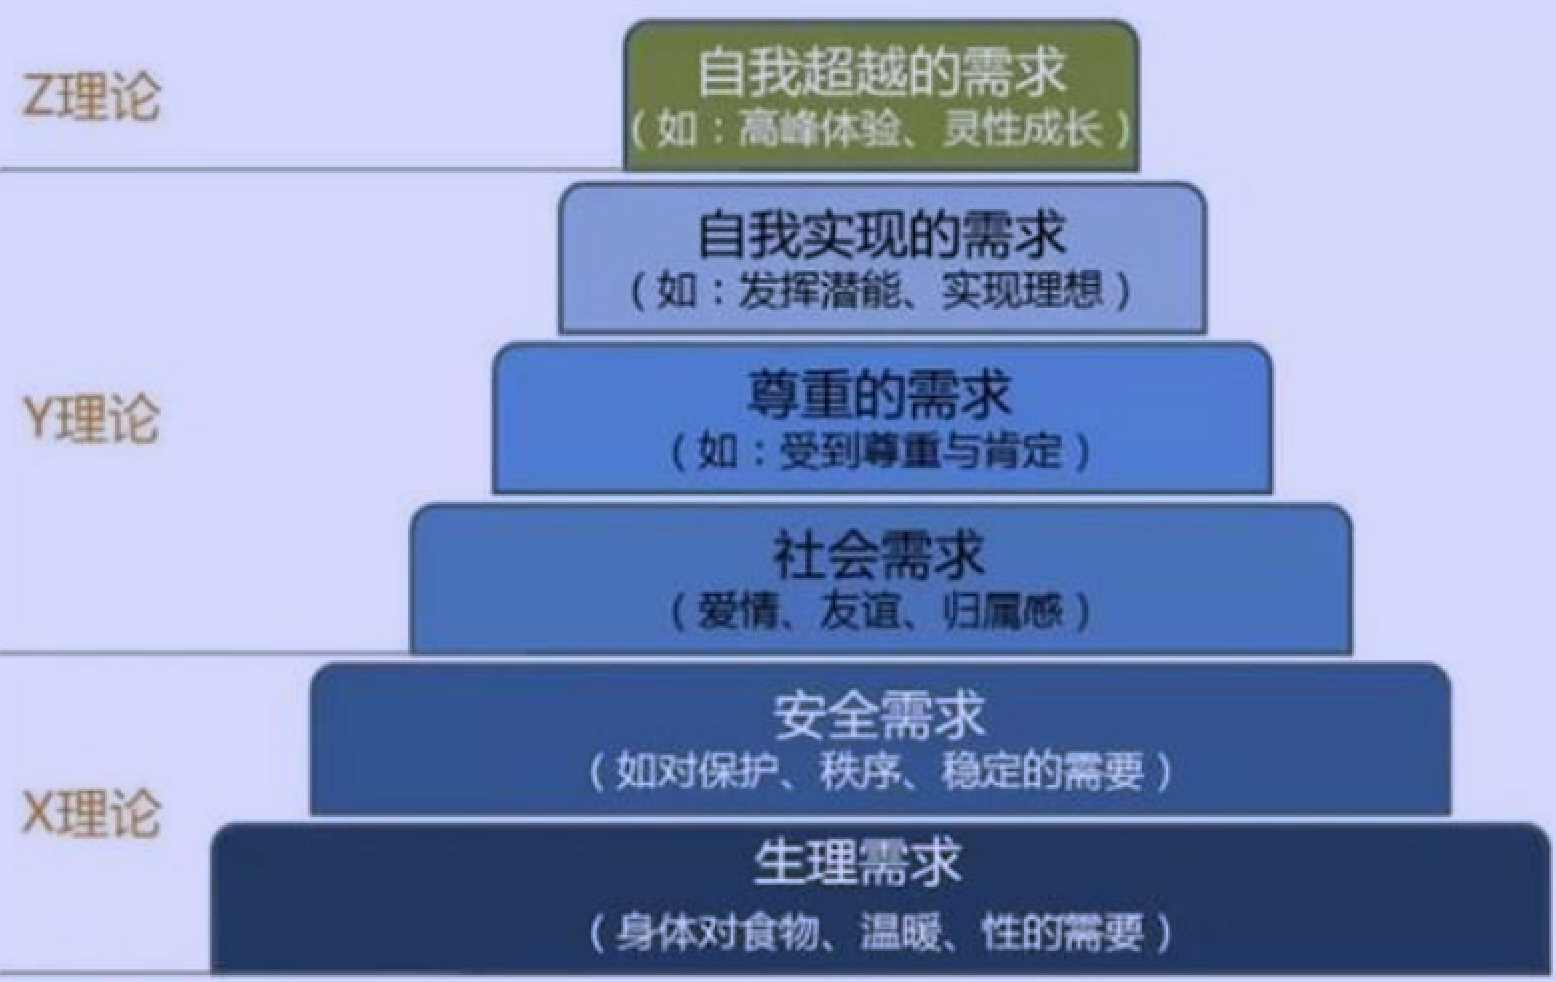 Z理论
自我超越的需求
（如：高峰体验、灵性成长）
自我实现的需求
（如：发挥潜能、实现理想）
Y理论
尊重的需求
（如：受到尊重与肯定）
社会需求
（爱情、友谊、归属感）
安全需求
（如对保护、秩序、稳定的需要）
X理论
生理需求
（身体对食物、温暖、性的需要）